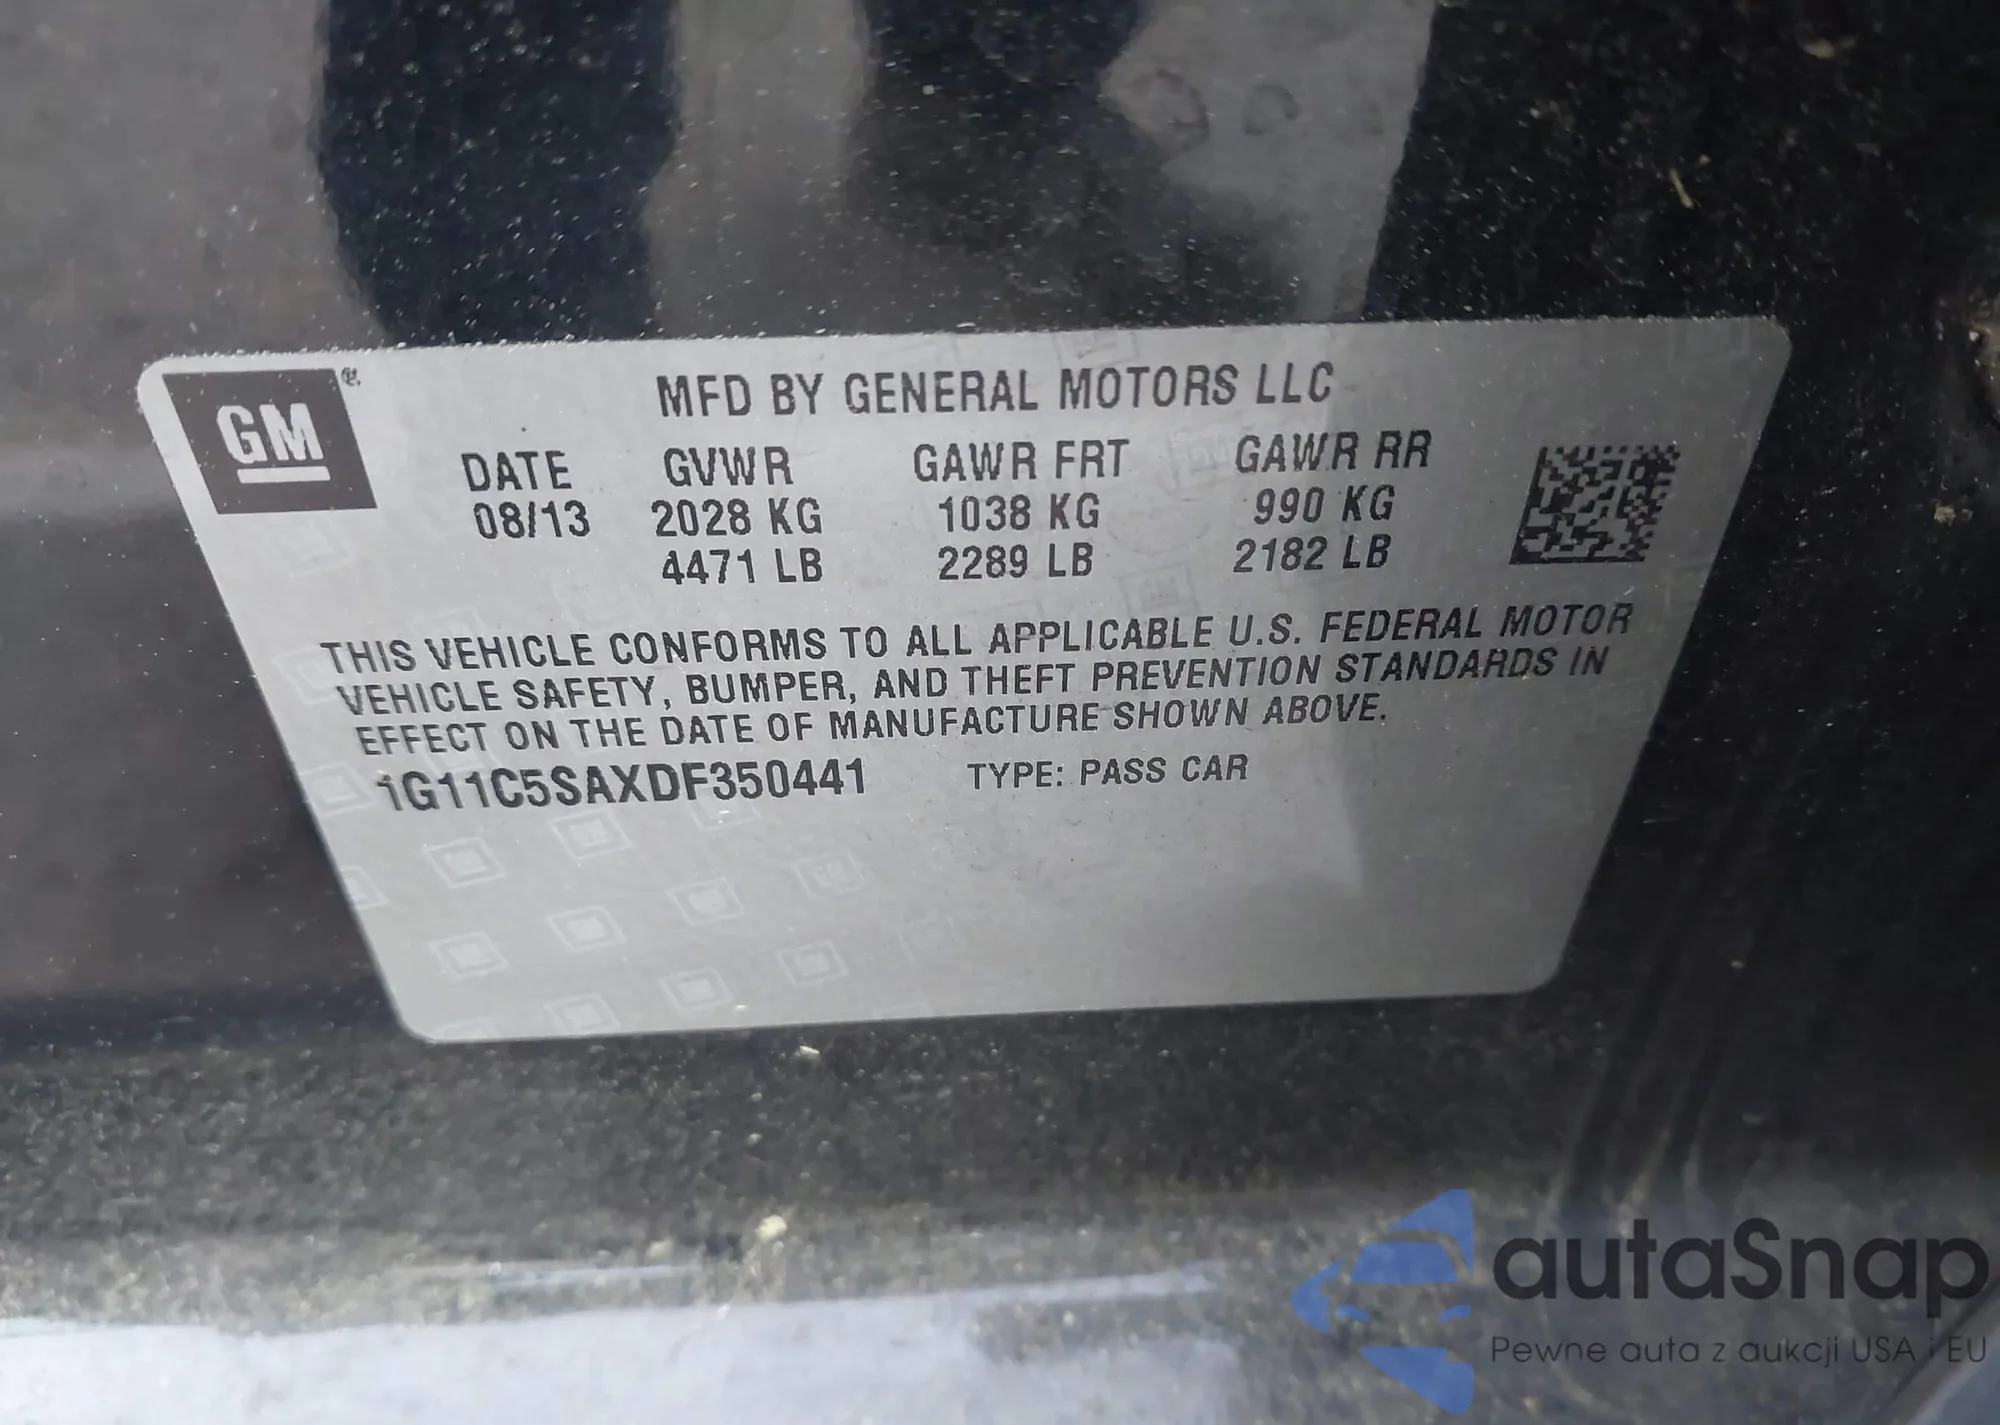 GM ®
MFD BY GENERAL MOTORS LLC
DATE GVWR GAWR FRT GAWR RR
08/13 2028 KG 1038 KG 990 KG
4471 LB 2289 LB 2182 LB
THIS VEHICLE CONFORMS TO ALL APPLICABLE U.S. FEDERAL MOTOR
VEHICLE SAFETY, BUMPER, AND THEFT PREVENTION STANDARDS IN
EFFECT ON THE DATE OF MANUFACTURE SHOWN ABOVE.
1G11C5SAXDF350441 TYPE: PASS CAR
autaSnap
Pewne auta z aukcji USA i EU